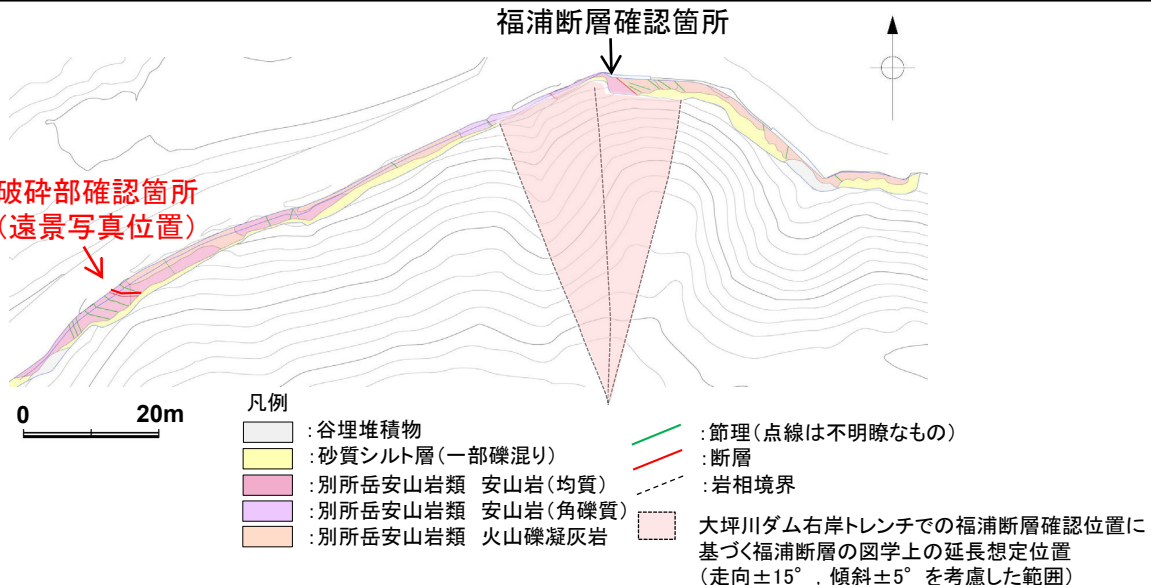 福浦断層確認箇所
破砕部確認箇所
(遠景写真位置)
0 20m
凡例
:谷埋堆積物
:砂質シルト層(一部礫混り)
:別所岳安山岩類 安山岩(均質)
:別所岳安山岩類 安山岩(角礫質)
:別所岳安山岩類 火山礫凝灰岩
:節理(点線は不明瞭なもの)
:断層
:岩相境界
大坪川ダム右岸トレンチでの福浦断層確認位置に
基づく福浦断層の図学上の延長想定位置
(走向±15°,傾斜±5°を考慮した範囲)